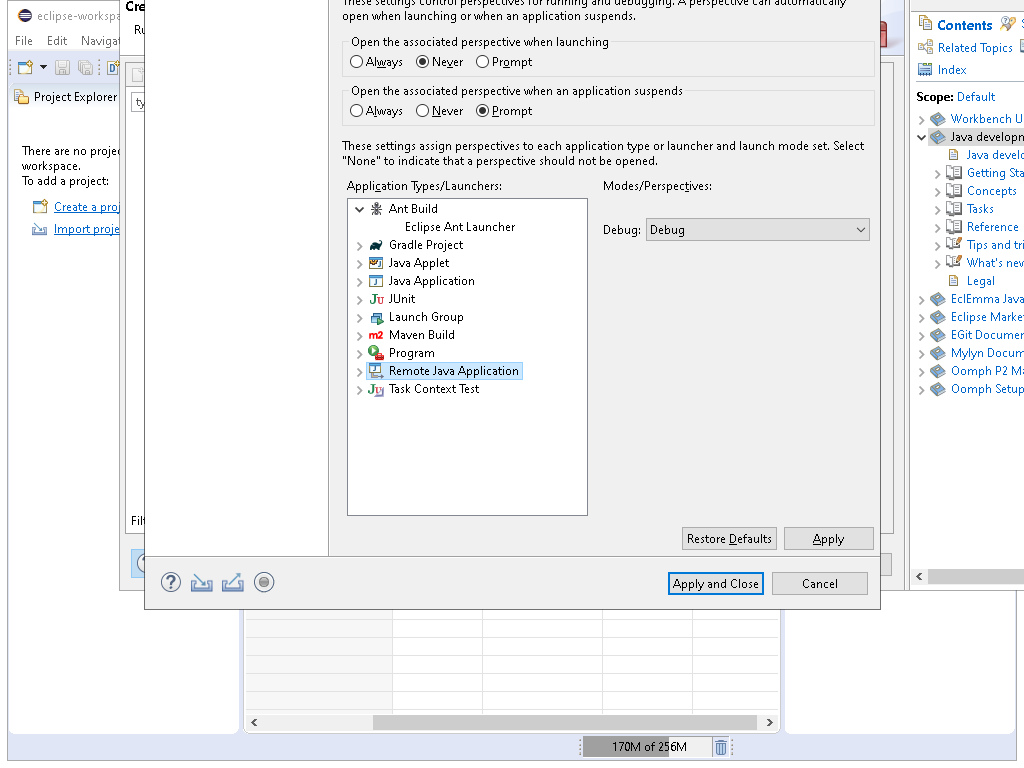 eclipse-workspa
File Edit Navigat
Project Explorer
There are no proje
workspace.
To add a project:
Create a proj
Import proje
Cre
Ru
ty
Filt
These settings control perspectives for running and debugging. A perspective can automatically
open when launching or when an application suspends.
Open the associated perspective when launching
Always Never Prompt
Open the associated perspective when an application suspends
Always Never Prompt
These settings assign perspectives to each application type or launcher and launch mode set. Select
"None" to indicate that a perspective should not be opened.
Application Types/Launchers:
Modes/Perspectives:
Ant Build
Eclipse Ant Launcher
Gradle Project
Java Applet
Java Application
JUnit
Launch Group
Maven Build
Program
Remote Java Application
Task Context Test
Debug: Debug
Restore Defaults Apply
Apply and Close Cancel
Contents
Related Topics
Index
Scope: Default
Workbench U
Java developm
Java develo
Getting Sta
Concepts
Tasks
Reference
Tips and tri
What's new
Legal
EclEmma Java
Eclipse Marke
EGit Documen
Mylyn Docum
Oomph P2 Ma
Oomph Setup
170M of 256M